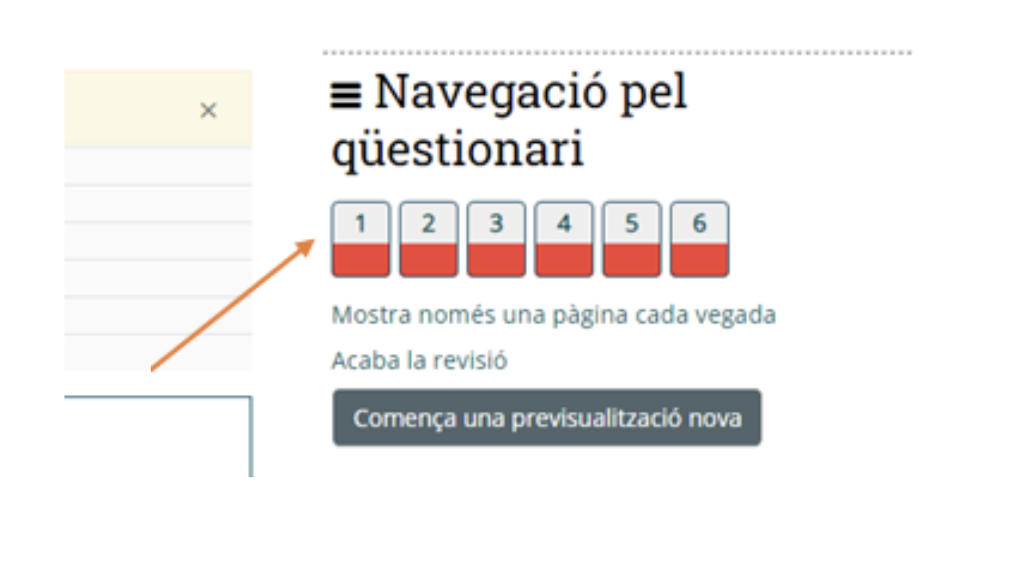 ×
Navegació pel
qüestionari
1 2 3 4 5 6
Mostra només una pàgina cada vegada
Acaba la revisió
Comença una previsualització nova